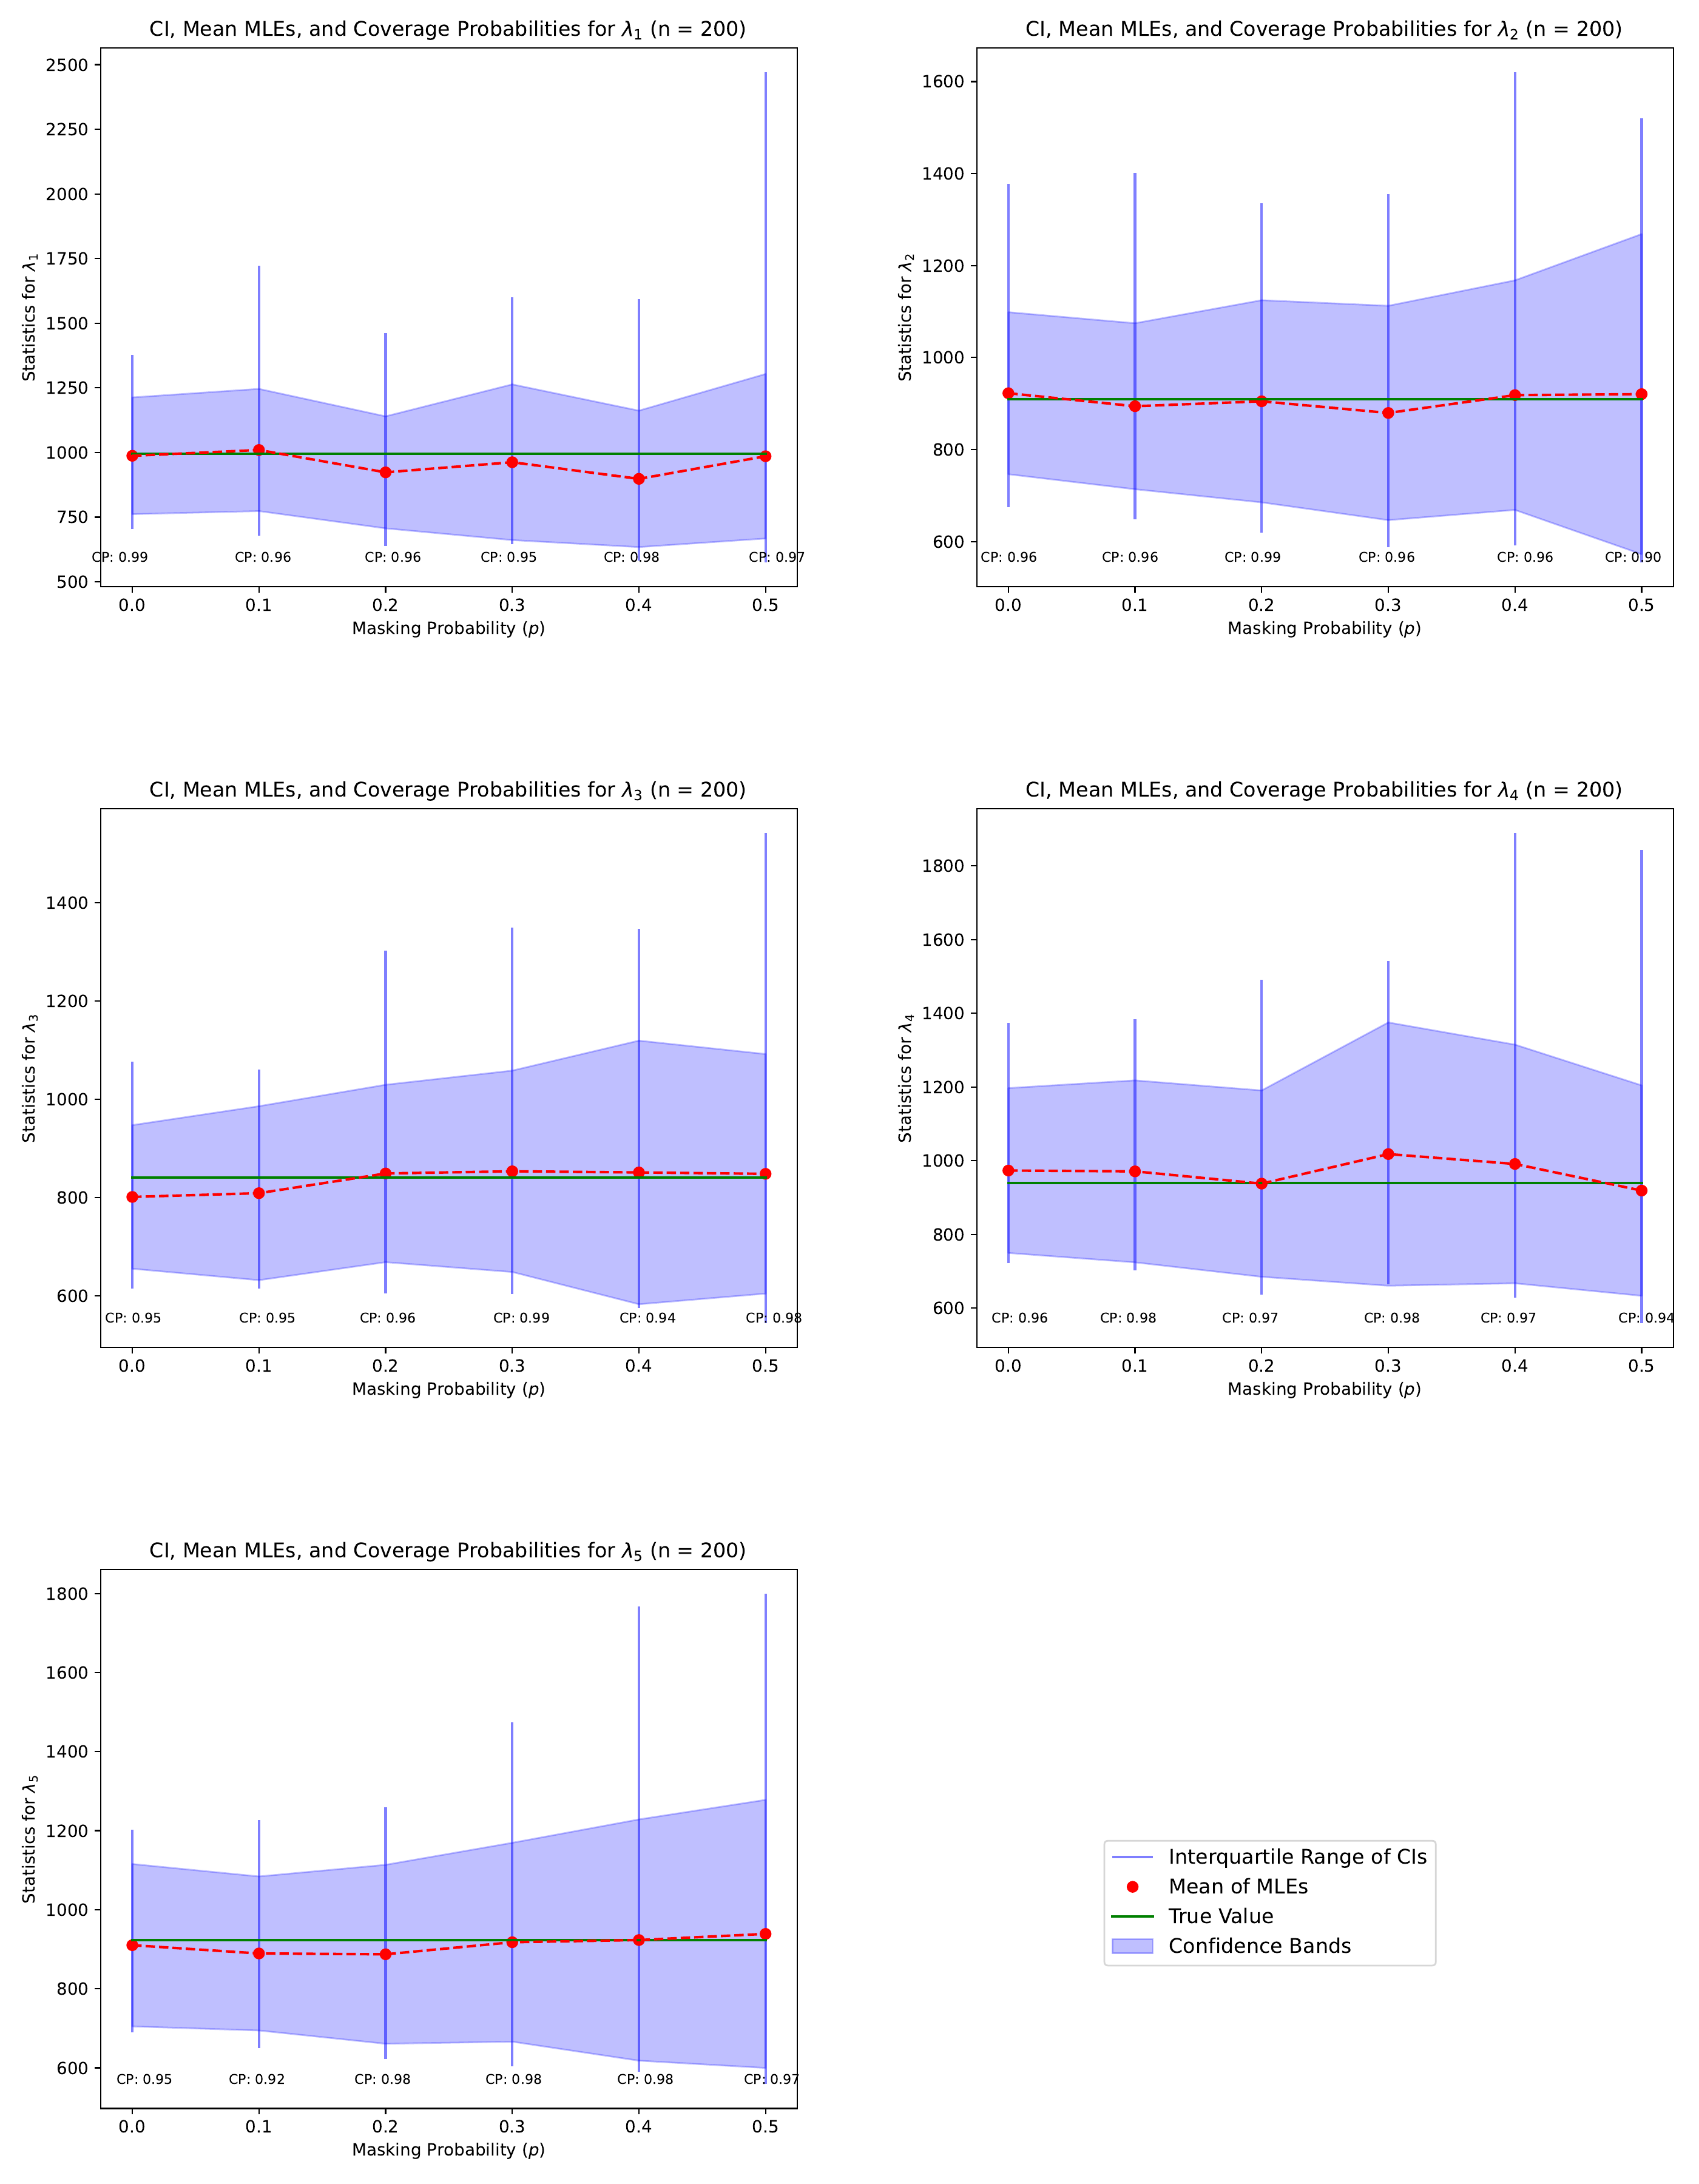 CI, Mean MLEs, and Coverage Probabilities for λ₁ (n = 200)
2500
2250
2000
1750
1500
1250
1000
750
500
Statistics for λ₁
CP: 0.99 CP: 0.96 CP: 0.96 CP: 0.95 CP: 0.98 CP: 0.97
0.0 0.1 0.2 0.3 0.4 0.5
Masking Probability (p)
CI, Mean MLEs, and Coverage Probabilities for λ₂ (n = 200)
1600
1400
1200
1000
800
600
Statistics for λ₂
CP: 0.96 CP: 0.96 CP: 0.99 CP: 0.96 CP: 0.96 CP: 0.90
0.0 0.1 0.2 0.3 0.4 0.5
Masking Probability (p)
CI, Mean MLEs, and Coverage Probabilities for λ₃ (n = 200)
1400
1200
1000
800
600
Statistics for λ₃
CP: 0.95 CP: 0.95 CP: 0.96 CP: 0.99 CP: 0.94 CP: 0.98
0.0 0.1 0.2 0.3 0.4 0.5
Masking Probability (p)
CI, Mean MLEs, and Coverage Probabilities for λ₄ (n = 200)
1800
1600
1400
1200
1000
800
600
Statistics for λ₄
CP: 0.96 CP: 0.98 CP: 0.97 CP: 0.98 CP: 0.97 CP: 0.94
0.0 0.1 0.2 0.3 0.4 0.5
Masking Probability (p)
CI, Mean MLEs, and Coverage Probabilities for λ₅ (n = 200)
1800
1600
1400
1200
1000
800
600
Statistics for λ₅
CP: 0.95 CP: 0.92 CP: 0.98 CP: 0.98 CP: 0.98 CP: 0.97
0.0 0.1 0.2 0.3 0.4 0.5
Masking Probability (p)
Interquartile Range of CIs
Mean of MLEs
True Value
Confidence Bands